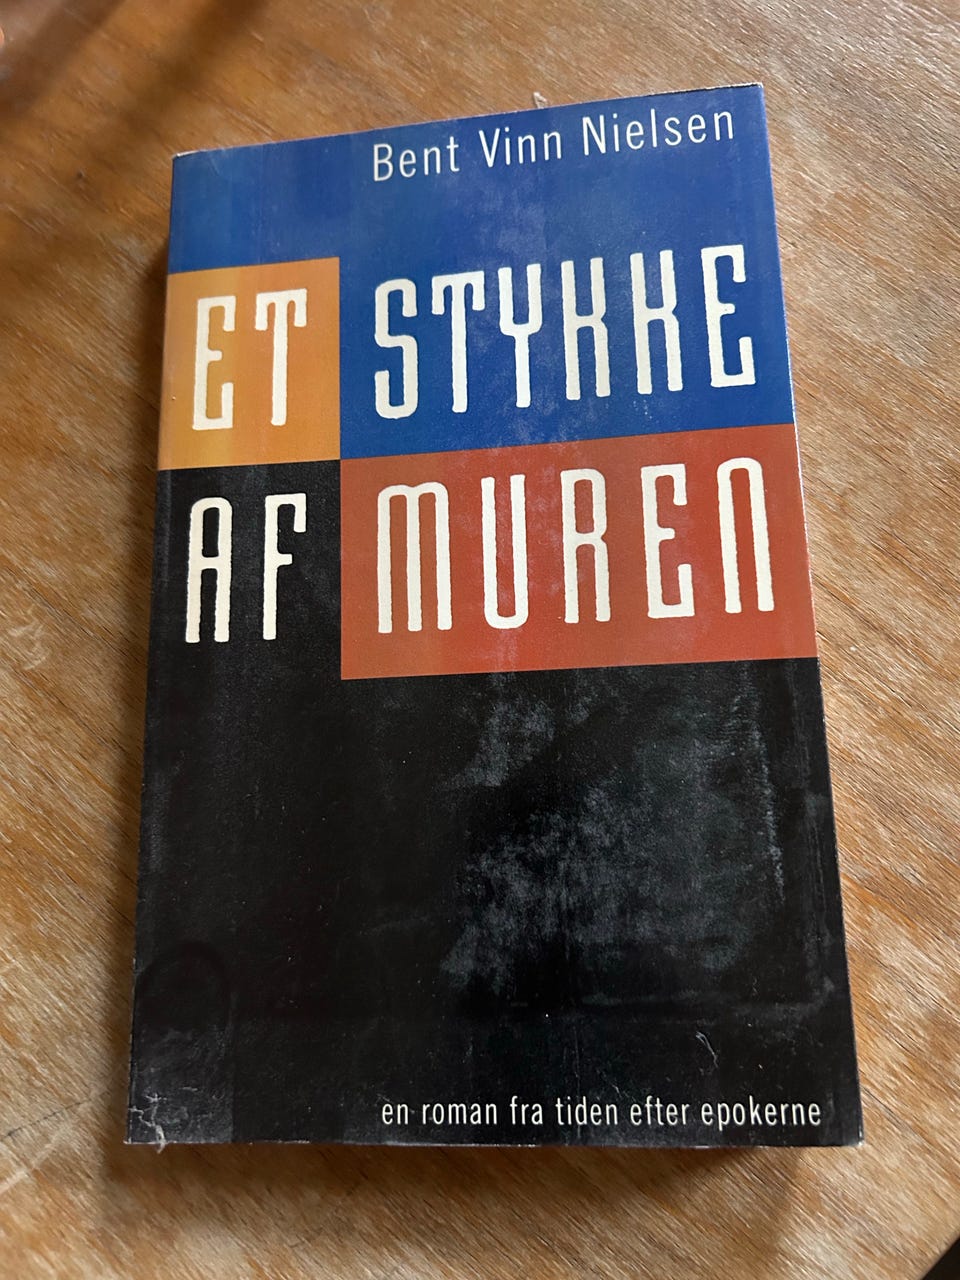 Bent Vinn Nielsen
ET STYKKE
AF MUREN
en roman fra tiden efter epokerne